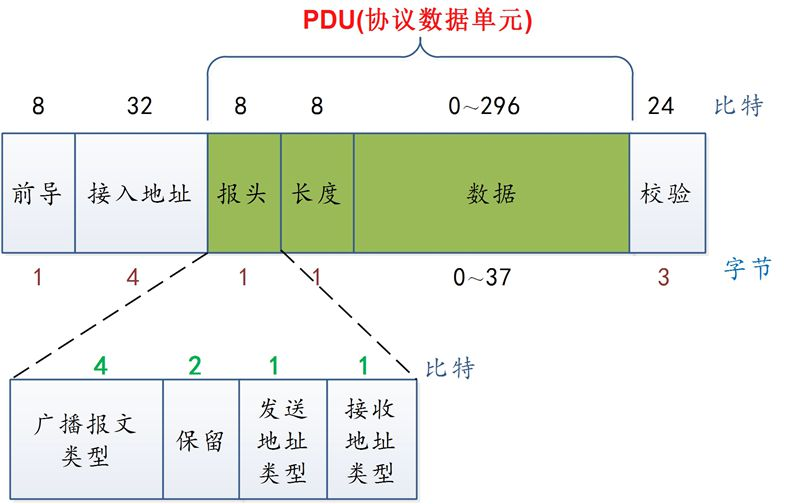 PDU(协议数据单元)
8 32 8 8 0~296 24 比特
前导 接入地址 报头 长度 数据 校验
1 4 1 1 0~37 3 字节
4 2 1 1 比特
广播报文
类型
保留
发送
地址
类型
接收
地址
类型